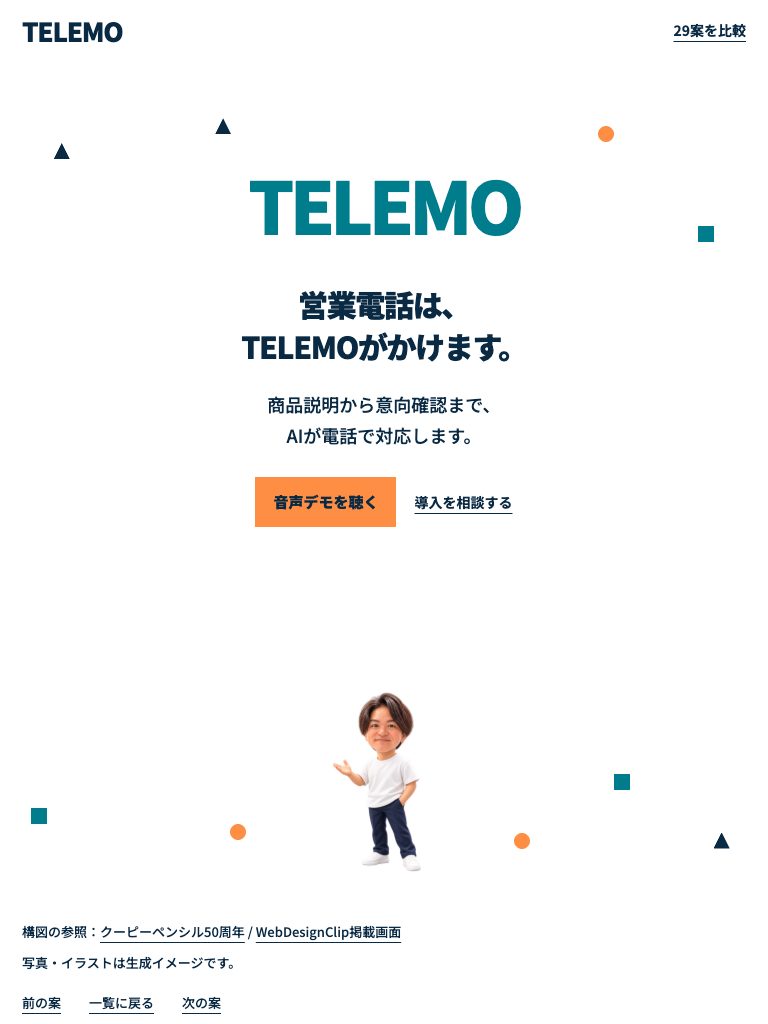 TELEMO
29案を比較
TELEMO
営業電話は、
TELEMOがかけます。
商品説明から意向確認まで、
AIが電話で対応します。
音声デモを聴く
導入を相談する
構図の参照：クーピーペンシル50周年 / WebDesignClip掲載画面
写真・イラストは生成イメージです。
前の案
一覧に戻る
次の案